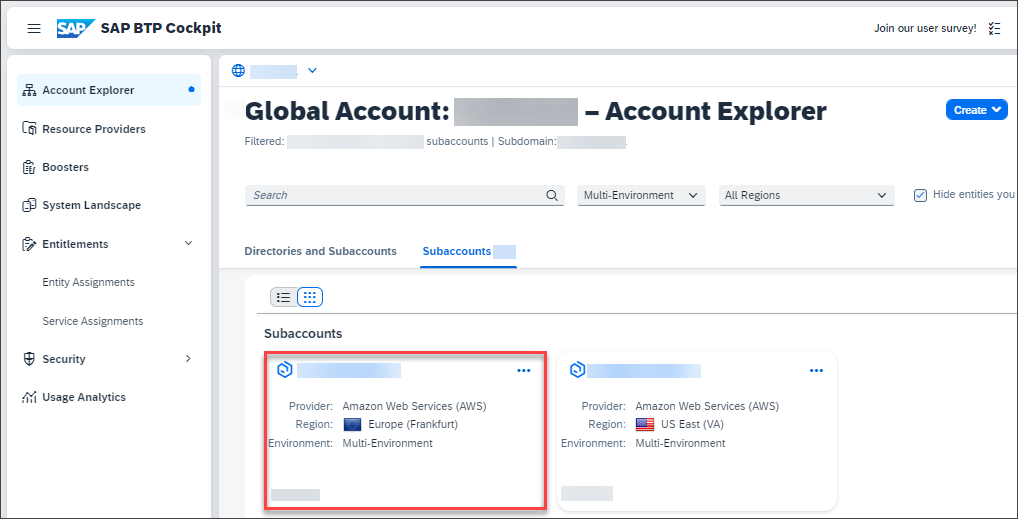 SAP SAP BTP Cockpit
Join our user survey!
Account Explorer
Resource Providers
Boosters
System Landscape
Entitlements
Entity Assignments
Service Assignments
Security
Usage Analytics
Global Account: – Account Explorer
Create
Filtered: subaccounts | Subdomain:
Search
Multi-Environment
All Regions
Hide entities you
Directories and Subaccounts
Subaccounts
Subaccounts
Provider: Amazon Web Services (AWS)
Region: Europe (Frankfurt)
Environment: Multi-Environment
Provider: Amazon Web Services (AWS)
Region: US East (VA)
Environment: Multi-Environment